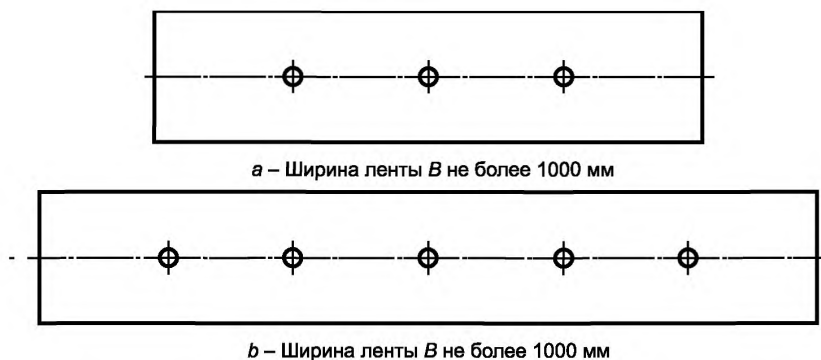 a – Ширина ленты B не более 1000 мм
b – Ширина ленты B не более 1000 мм